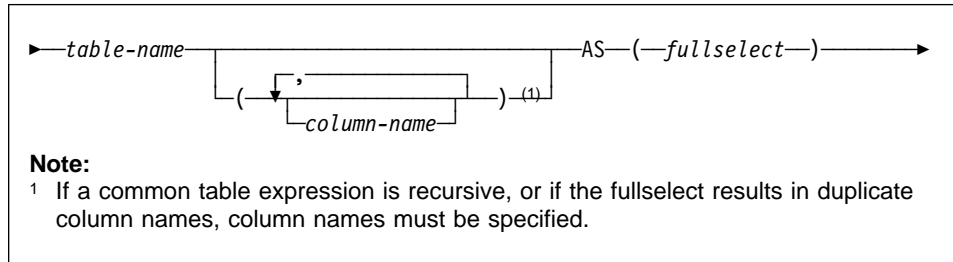 table-name AS ( fullselect )
,
( column-name ) (1)
Note:
1 If a common table expression is recursive, or if the fullselect results in duplicate
column names, column names must be specified.